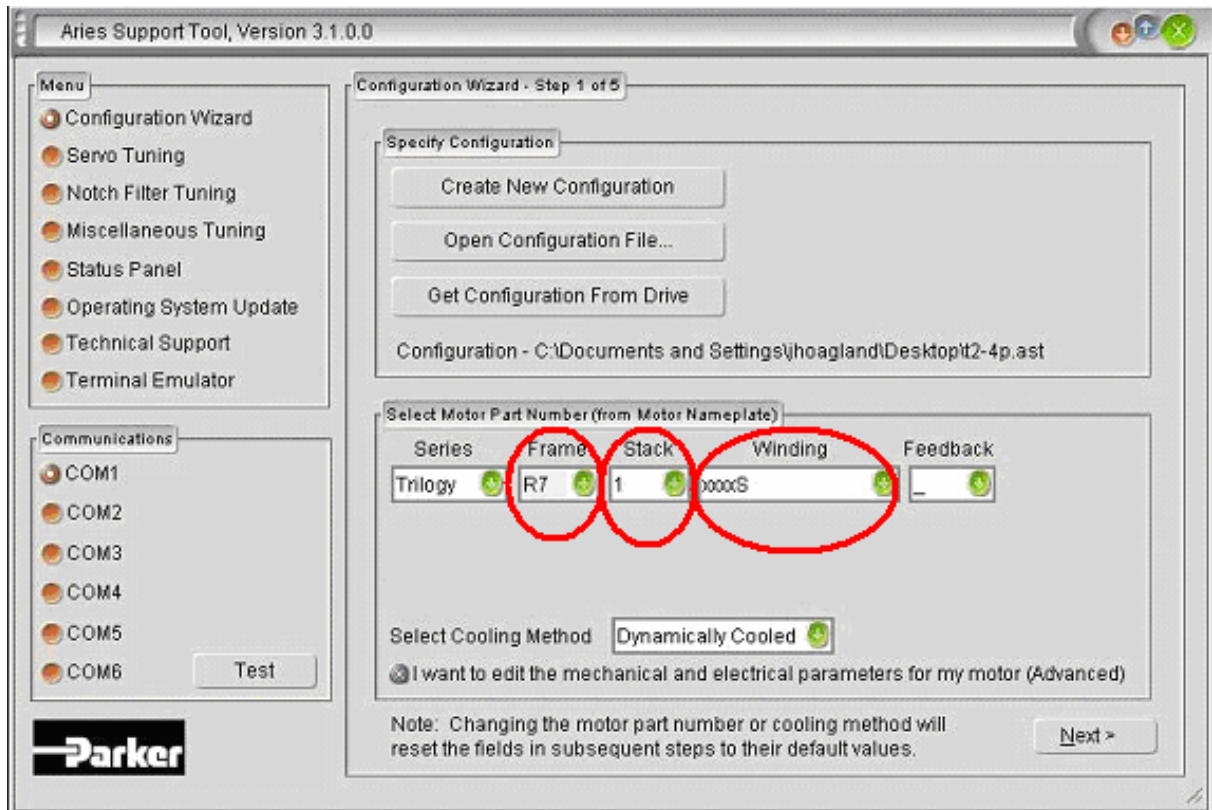 Aries Support Tool, Version 3.1.0.0
Menu
Configuration Wizard
Servo Tuning
Notch Filter Tuning
Miscellaneous Tuning
Status Panel
Operating System Update
Technical Support
Terminal Emulator
Communications
COM1
COM2
COM3
COM4
COM5
COM6 Test
Parker
Configuration Wizard - Step 1 of 5
Specify Configuration
Create New Configuration
Open Configuration File...
Get Configuration From Drive
Configuration - C:\Documents and Settings\jhoagland\Desktop\t2-4p.ast
Select Motor Part Number (from Motor Nameplate)
Series Frame Stack Winding Feedback
Trilogy R7 1 xxxxS _
Select Cooling Method Dynamically Cooled
I want to edit the mechanical and electrical parameters for my motor (Advanced)
Note: Changing the motor part number or cooling method will
reset the fields in subsequent steps to their default values.
Next >